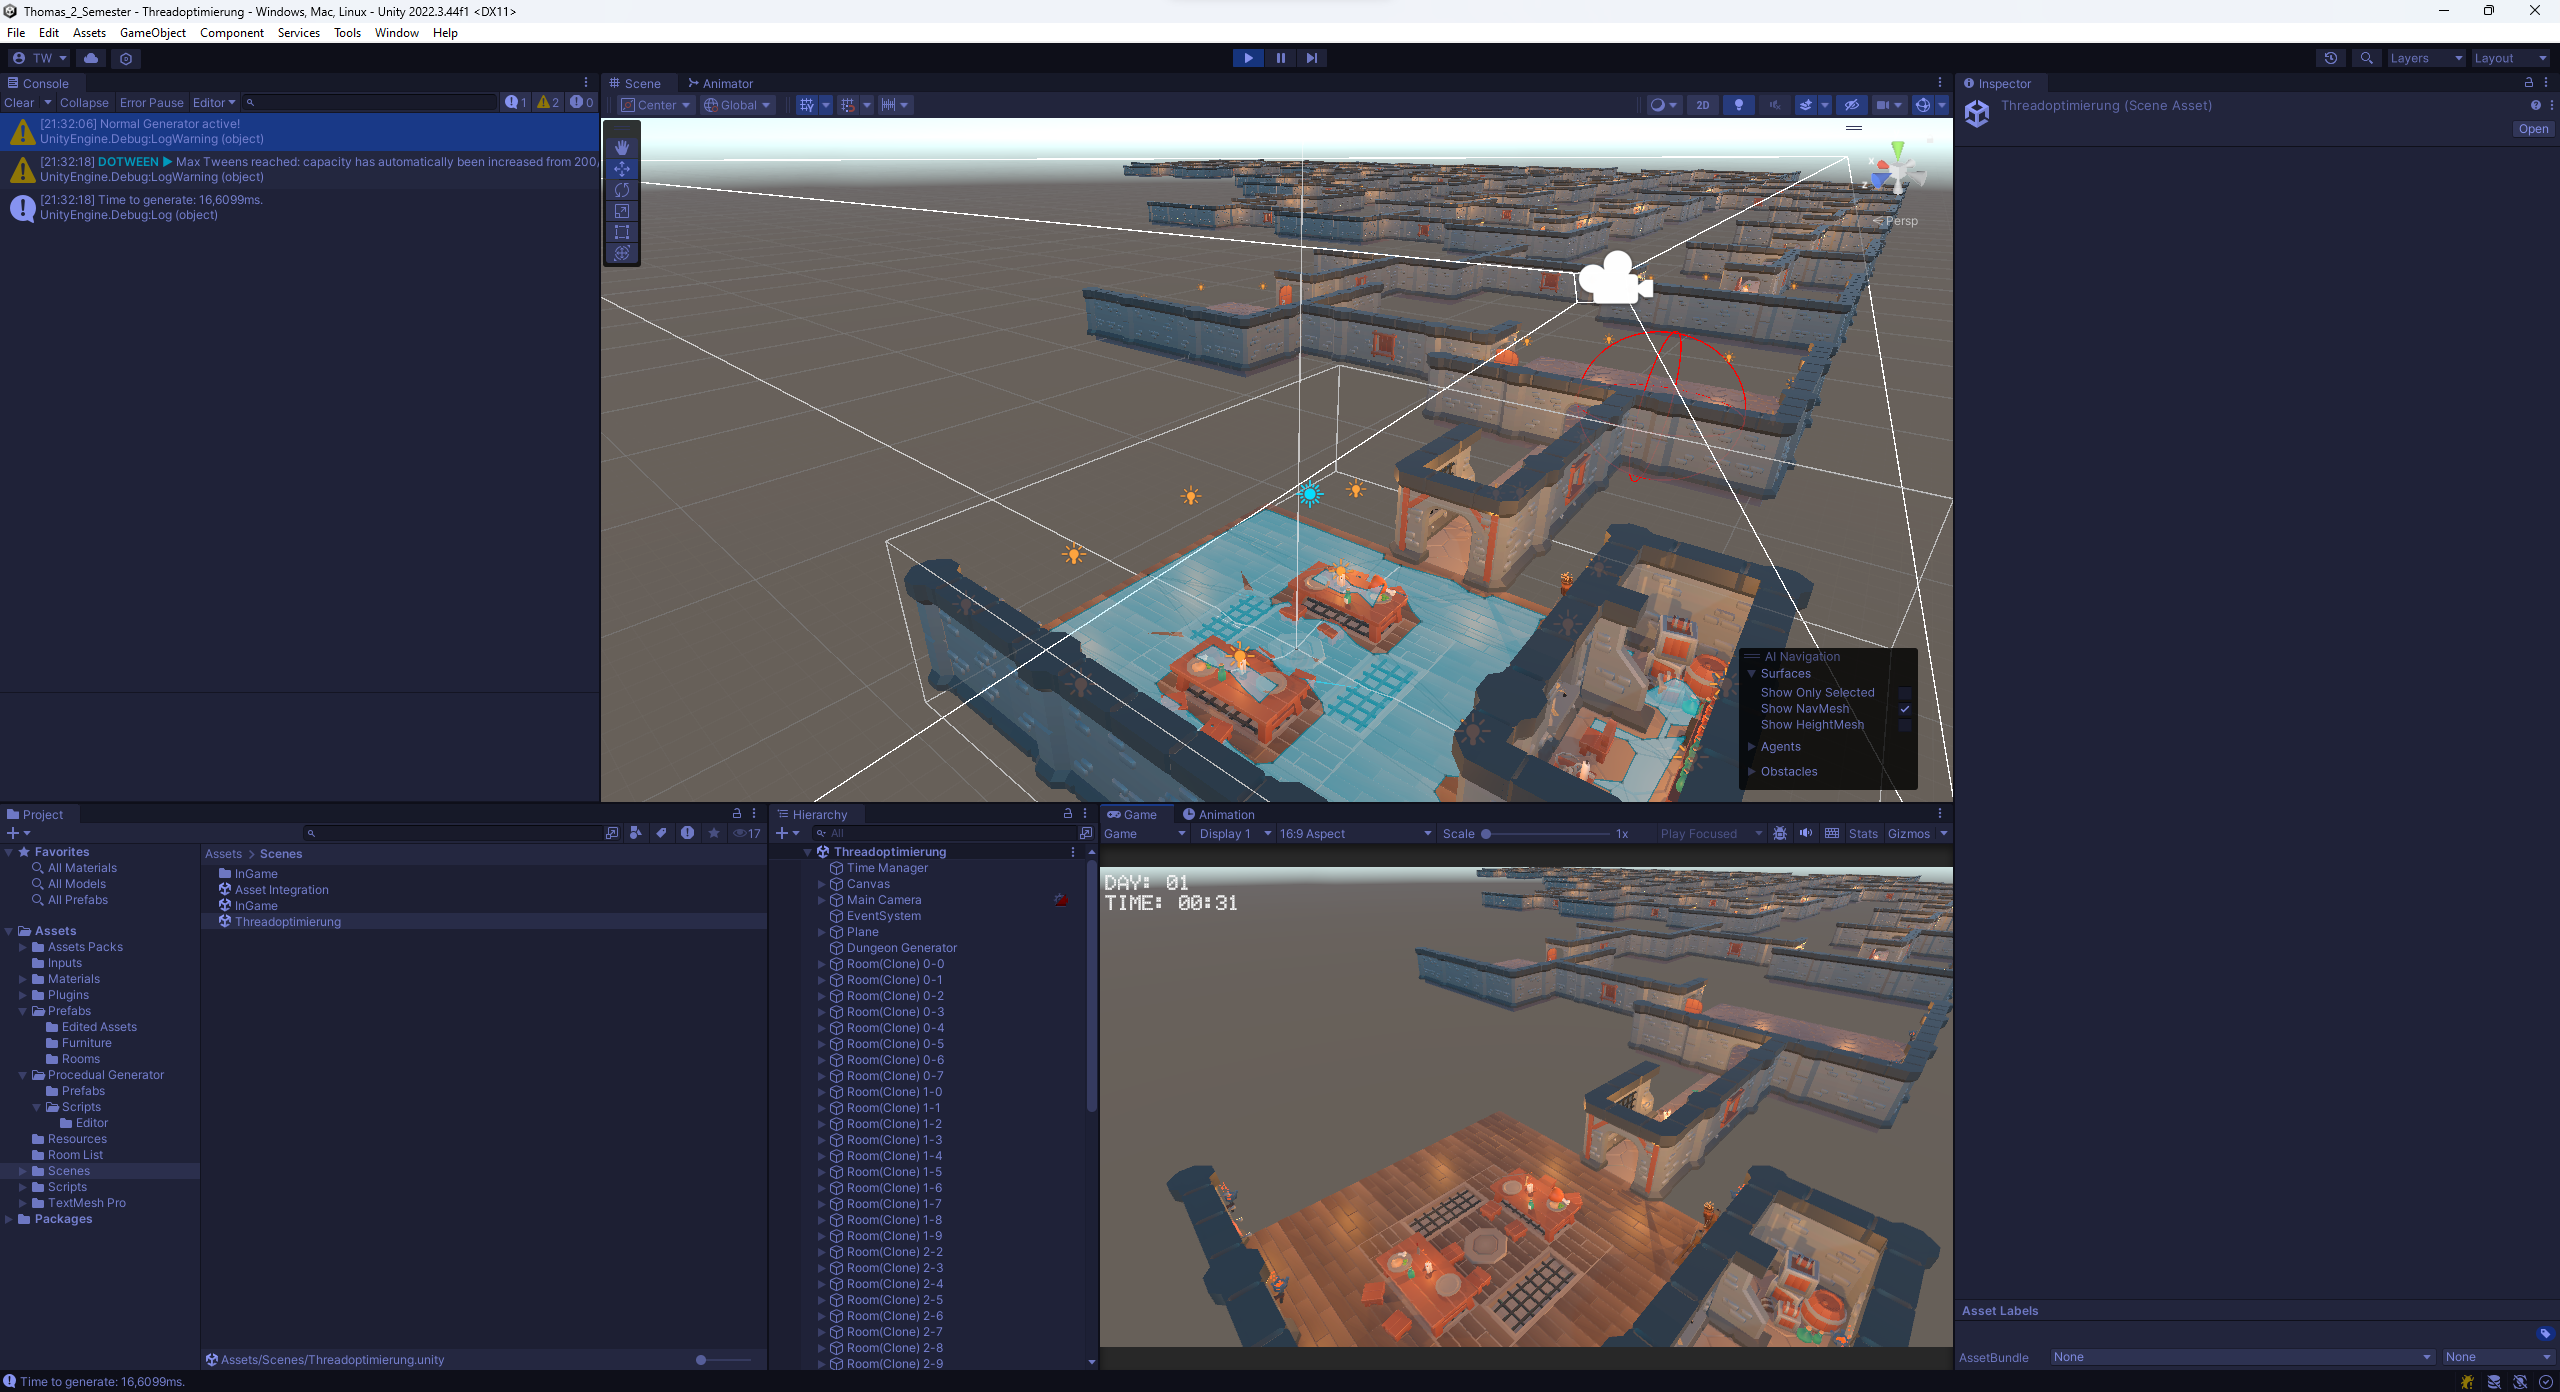 Thomas_2_Semester - Threadoptimierung - Windows, Mac, Linux - Unity 2022.3.44f1 <DX11>
File Edit Assets GameObject Component Services Tools Window Help
TW
Layers Layout
Console
Clear Collapse Error Pause Editor 1 2 0
[21:32:06] Normal Generator active!
UnityEngine.Debug:LogWarning (object)
[21:32:18] DOTWEEN ► Max Tweens reached: capacity has automatically been increased from 200/
UnityEngine.Debug:LogWarning (object)
[21:32:18] Time to generate: 16,6099ms.
UnityEngine.Debug:Log (object)
Scene Animator
Center Global 2D
x
z
Persp
AI Navigation
Surfaces
Show Only Selected
Show NavMesh
Show HeightMesh
Agents
Obstacles
Inspector
Threadoptimierung (Scene Asset)
Open
Project
17
Favorites
All Materials
All Models
All Prefabs
Assets
Assets Packs
Inputs
Materials
Plugins
Prefabs
Edited Assets
Furniture
Rooms
Procedual Generator
Prefabs
Scripts
Editor
Resources
Room List
Scenes
Scripts
TextMesh Pro
Packages
Assets > Scenes
InGame
Asset Integration
InGame
Threadoptimierung
Assets/Scenes/Threadoptimierung.unity
Hierarchy
All
Threadoptimierung
Time Manager
Canvas
Main Camera
EventSystem
Plane
Dungeon Generator
Room(Clone) 0-0
Room(Clone) 0-1
Room(Clone) 0-2
Room(Clone) 0-3
Room(Clone) 0-4
Room(Clone) 0-5
Room(Clone) 0-6
Room(Clone) 0-7
Room(Clone) 1-0
Room(Clone) 1-1
Room(Clone) 1-2
Room(Clone) 1-3
Room(Clone) 1-4
Room(Clone) 1-5
Room(Clone) 1-6
Room(Clone) 1-7
Room(Clone) 1-8
Room(Clone) 1-9
Room(Clone) 2-2
Room(Clone) 2-3
Room(Clone) 2-4
Room(Clone) 2-5
Room(Clone) 2-6
Room(Clone) 2-7
Room(Clone) 2-8
Room(Clone) 2-9
Game Animation
Game Display 1 16:9 Aspect Scale 1x Play Focused Stats Gizmos
DAY: 01
TIME: 00:31
Asset Labels
AssetBundle None None
Time to generate: 16,6099ms.